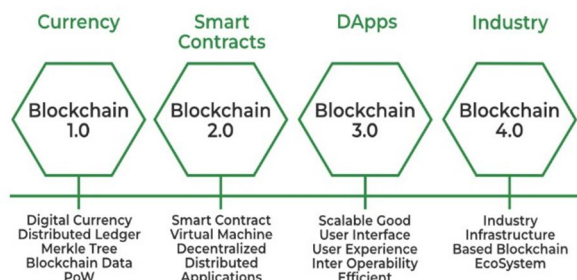 Currency
Smart
Contracts
DApps
Industry
Blockchain
1.0
Blockchain
2.0
Blockchain
3.0
Blockchain
4.0
Digital Currency
Distributed Ledger
Merkle Tree
Blockchain Data
PoW
Smart Contract
Virtual Machine
Decentralized
Distributed
Applications
Scalable Good
User Interface
User Experience
Inter Operability
Efficient
Industry
Infrastructure
Based Blockchain
EcoSystem